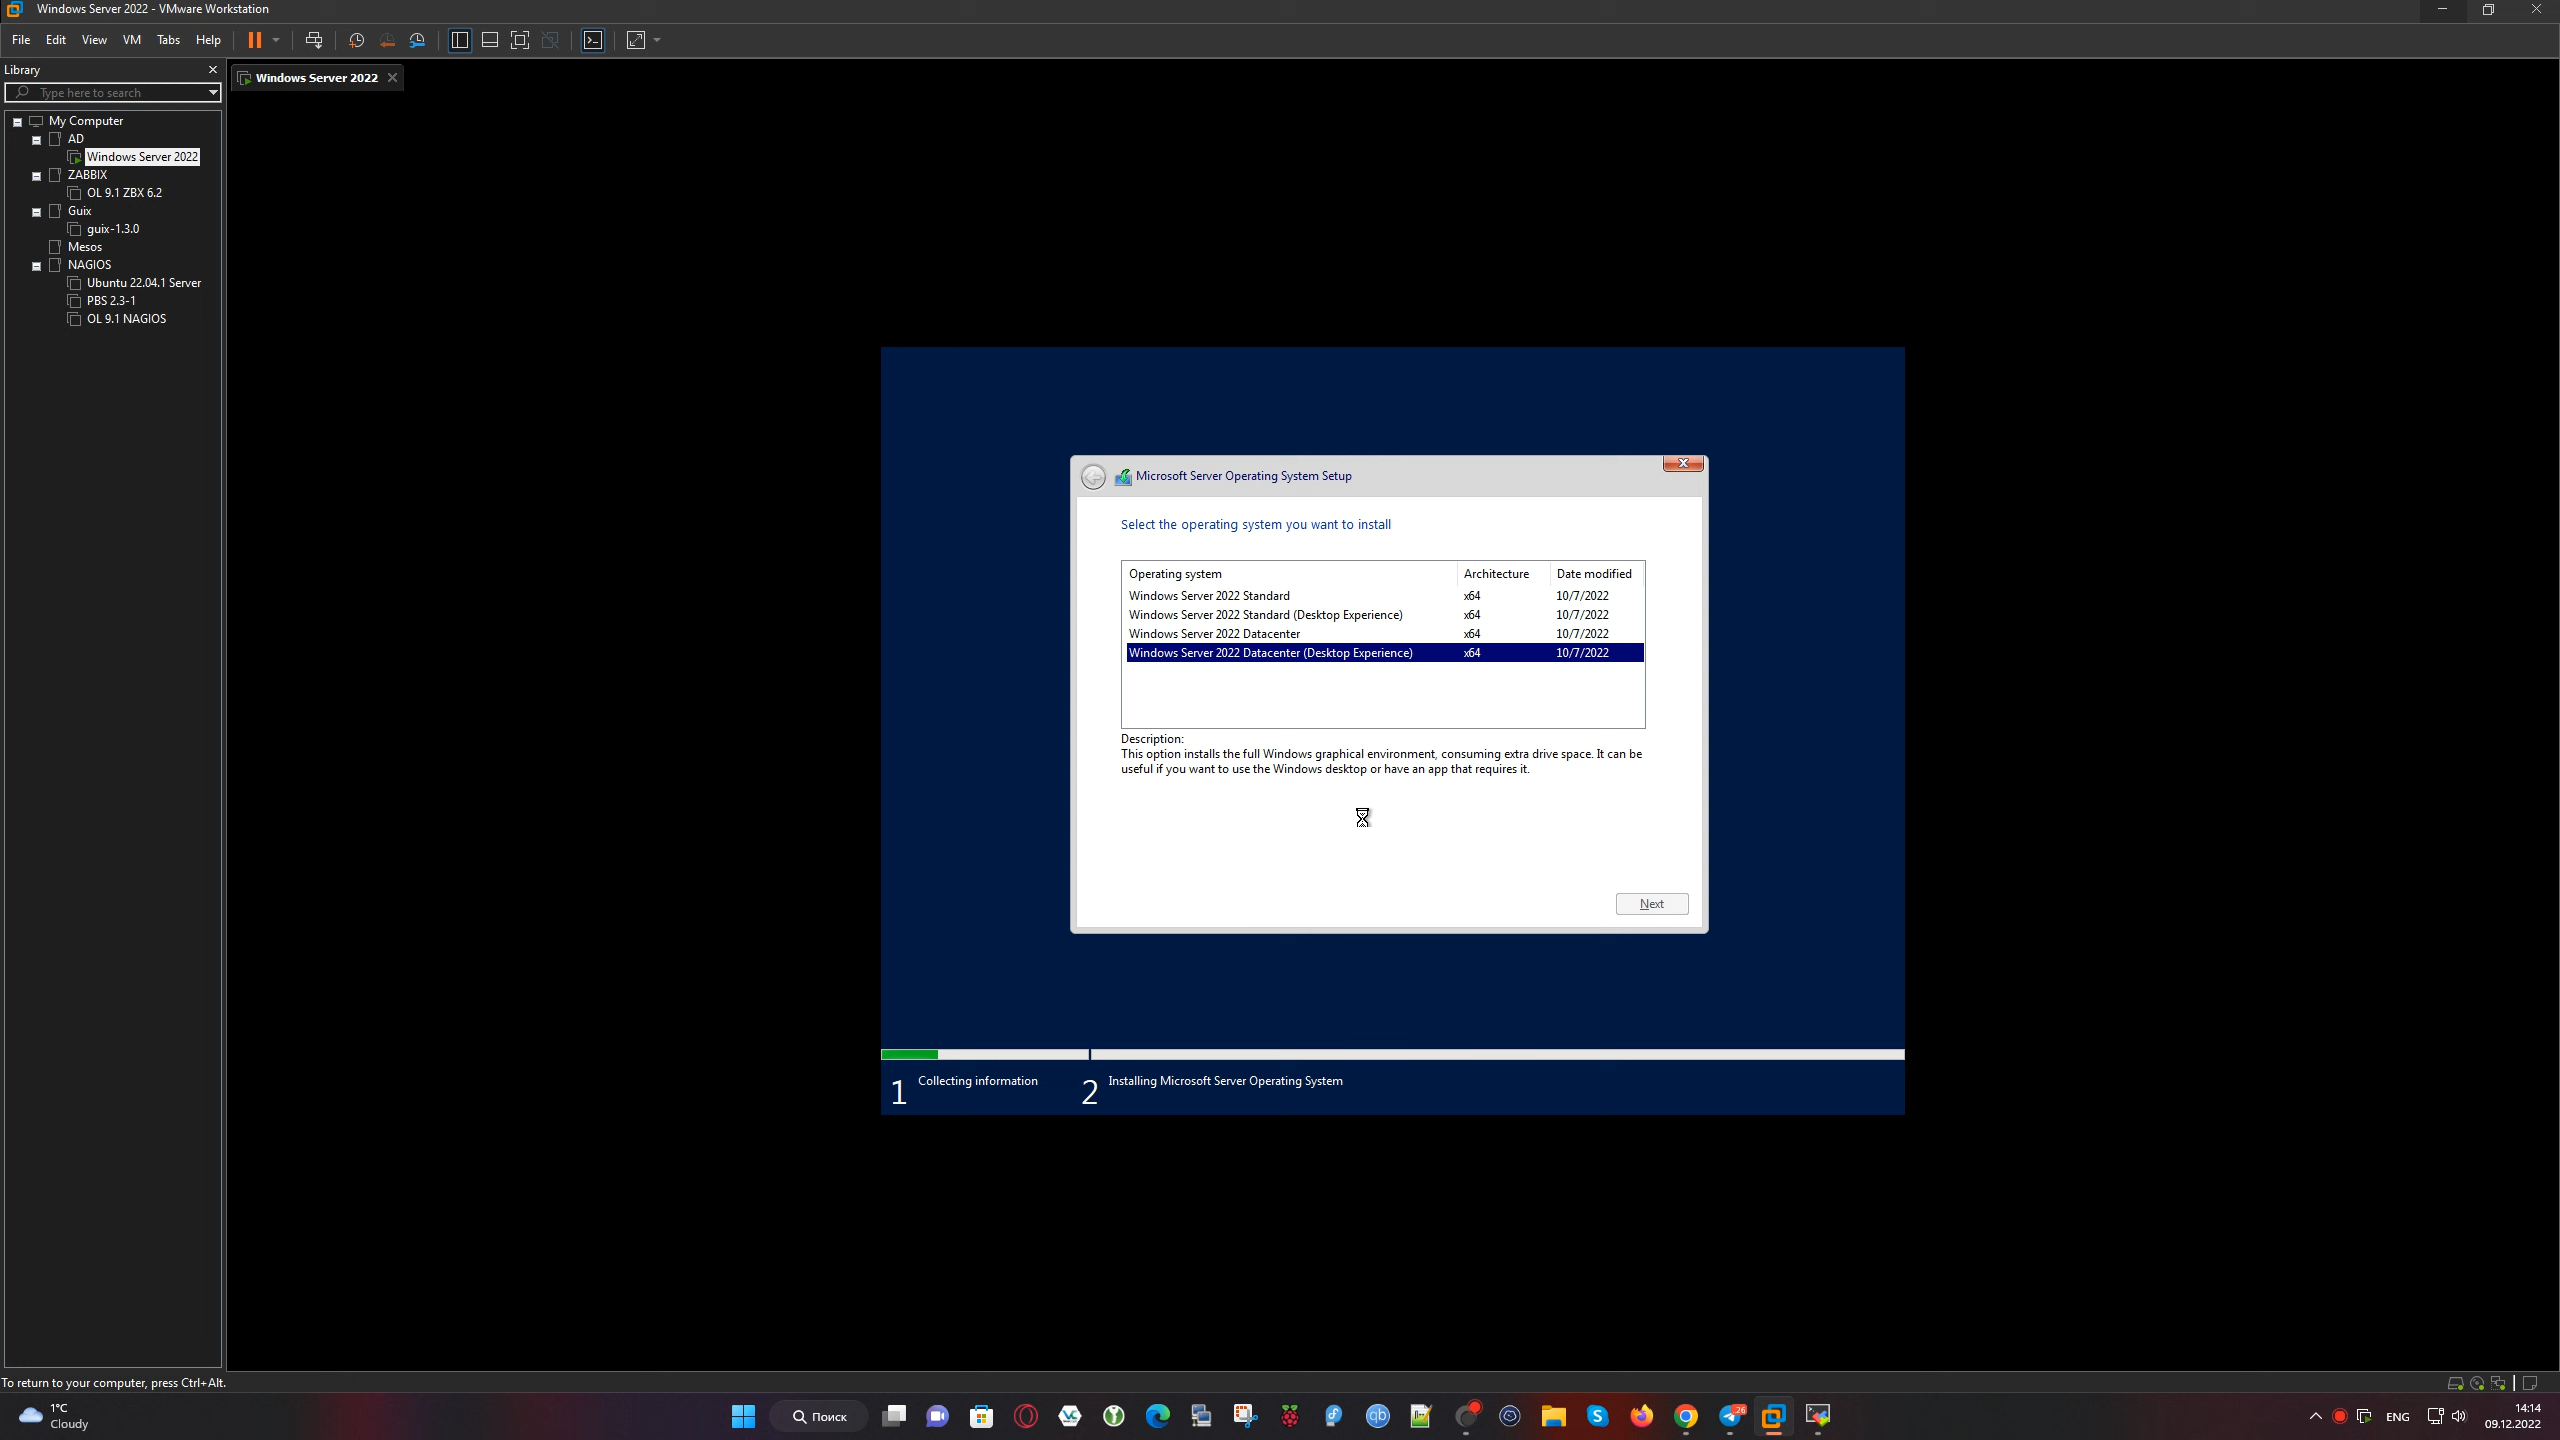 Windows Server 2022 - VMware Workstation
File Edit View VM Tabs Help
Library
Type here to search
Windows Server 2022
My Computer
AD
Windows Server 2022
ZABBIX
OL 9.1 ZBX 6.2
Guix
guix-1.3.0
Mesos
NAGIOS
Ubuntu 22.04.1 Server
PBS 2.3-1
OL 9.1 NAGIOS
Microsoft Server Operating System Setup
Select the operating system you want to install
Operating system Architecture Date modified
Windows Server 2022 Standard x64 10/7/2022
Windows Server 2022 Standard (Desktop Experience) x64 10/7/2022
Windows Server 2022 Datacenter x64 10/7/2022
Windows Server 2022 Datacenter (Desktop Experience) x64 10/7/2022
Description:
This option installs the full Windows graphical environment, consuming extra drive space. It can be
useful if you want to use the Windows desktop or have an app that requires it.
Next
1 Collecting information 2 Installing Microsoft Server Operating System
To return to your computer, press Ctrl+Alt.
1°C
Cloudy
Поиск
qb
26
ENG
14:14
09.12.2022